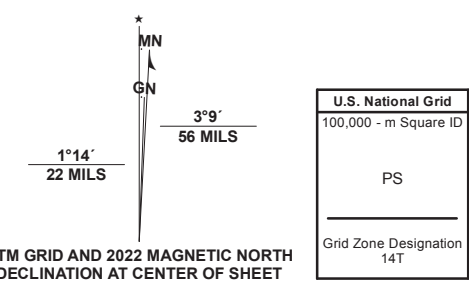 ★
MN
GN
3°9´
56 MILS
1°14´
22 MILS
TM GRID AND 2022 MAGNETIC NORTH
DECLINATION AT CENTER OF SHEET
U.S. National Grid
100,000 - m Square ID
PS
Grid Zone Designation
14T